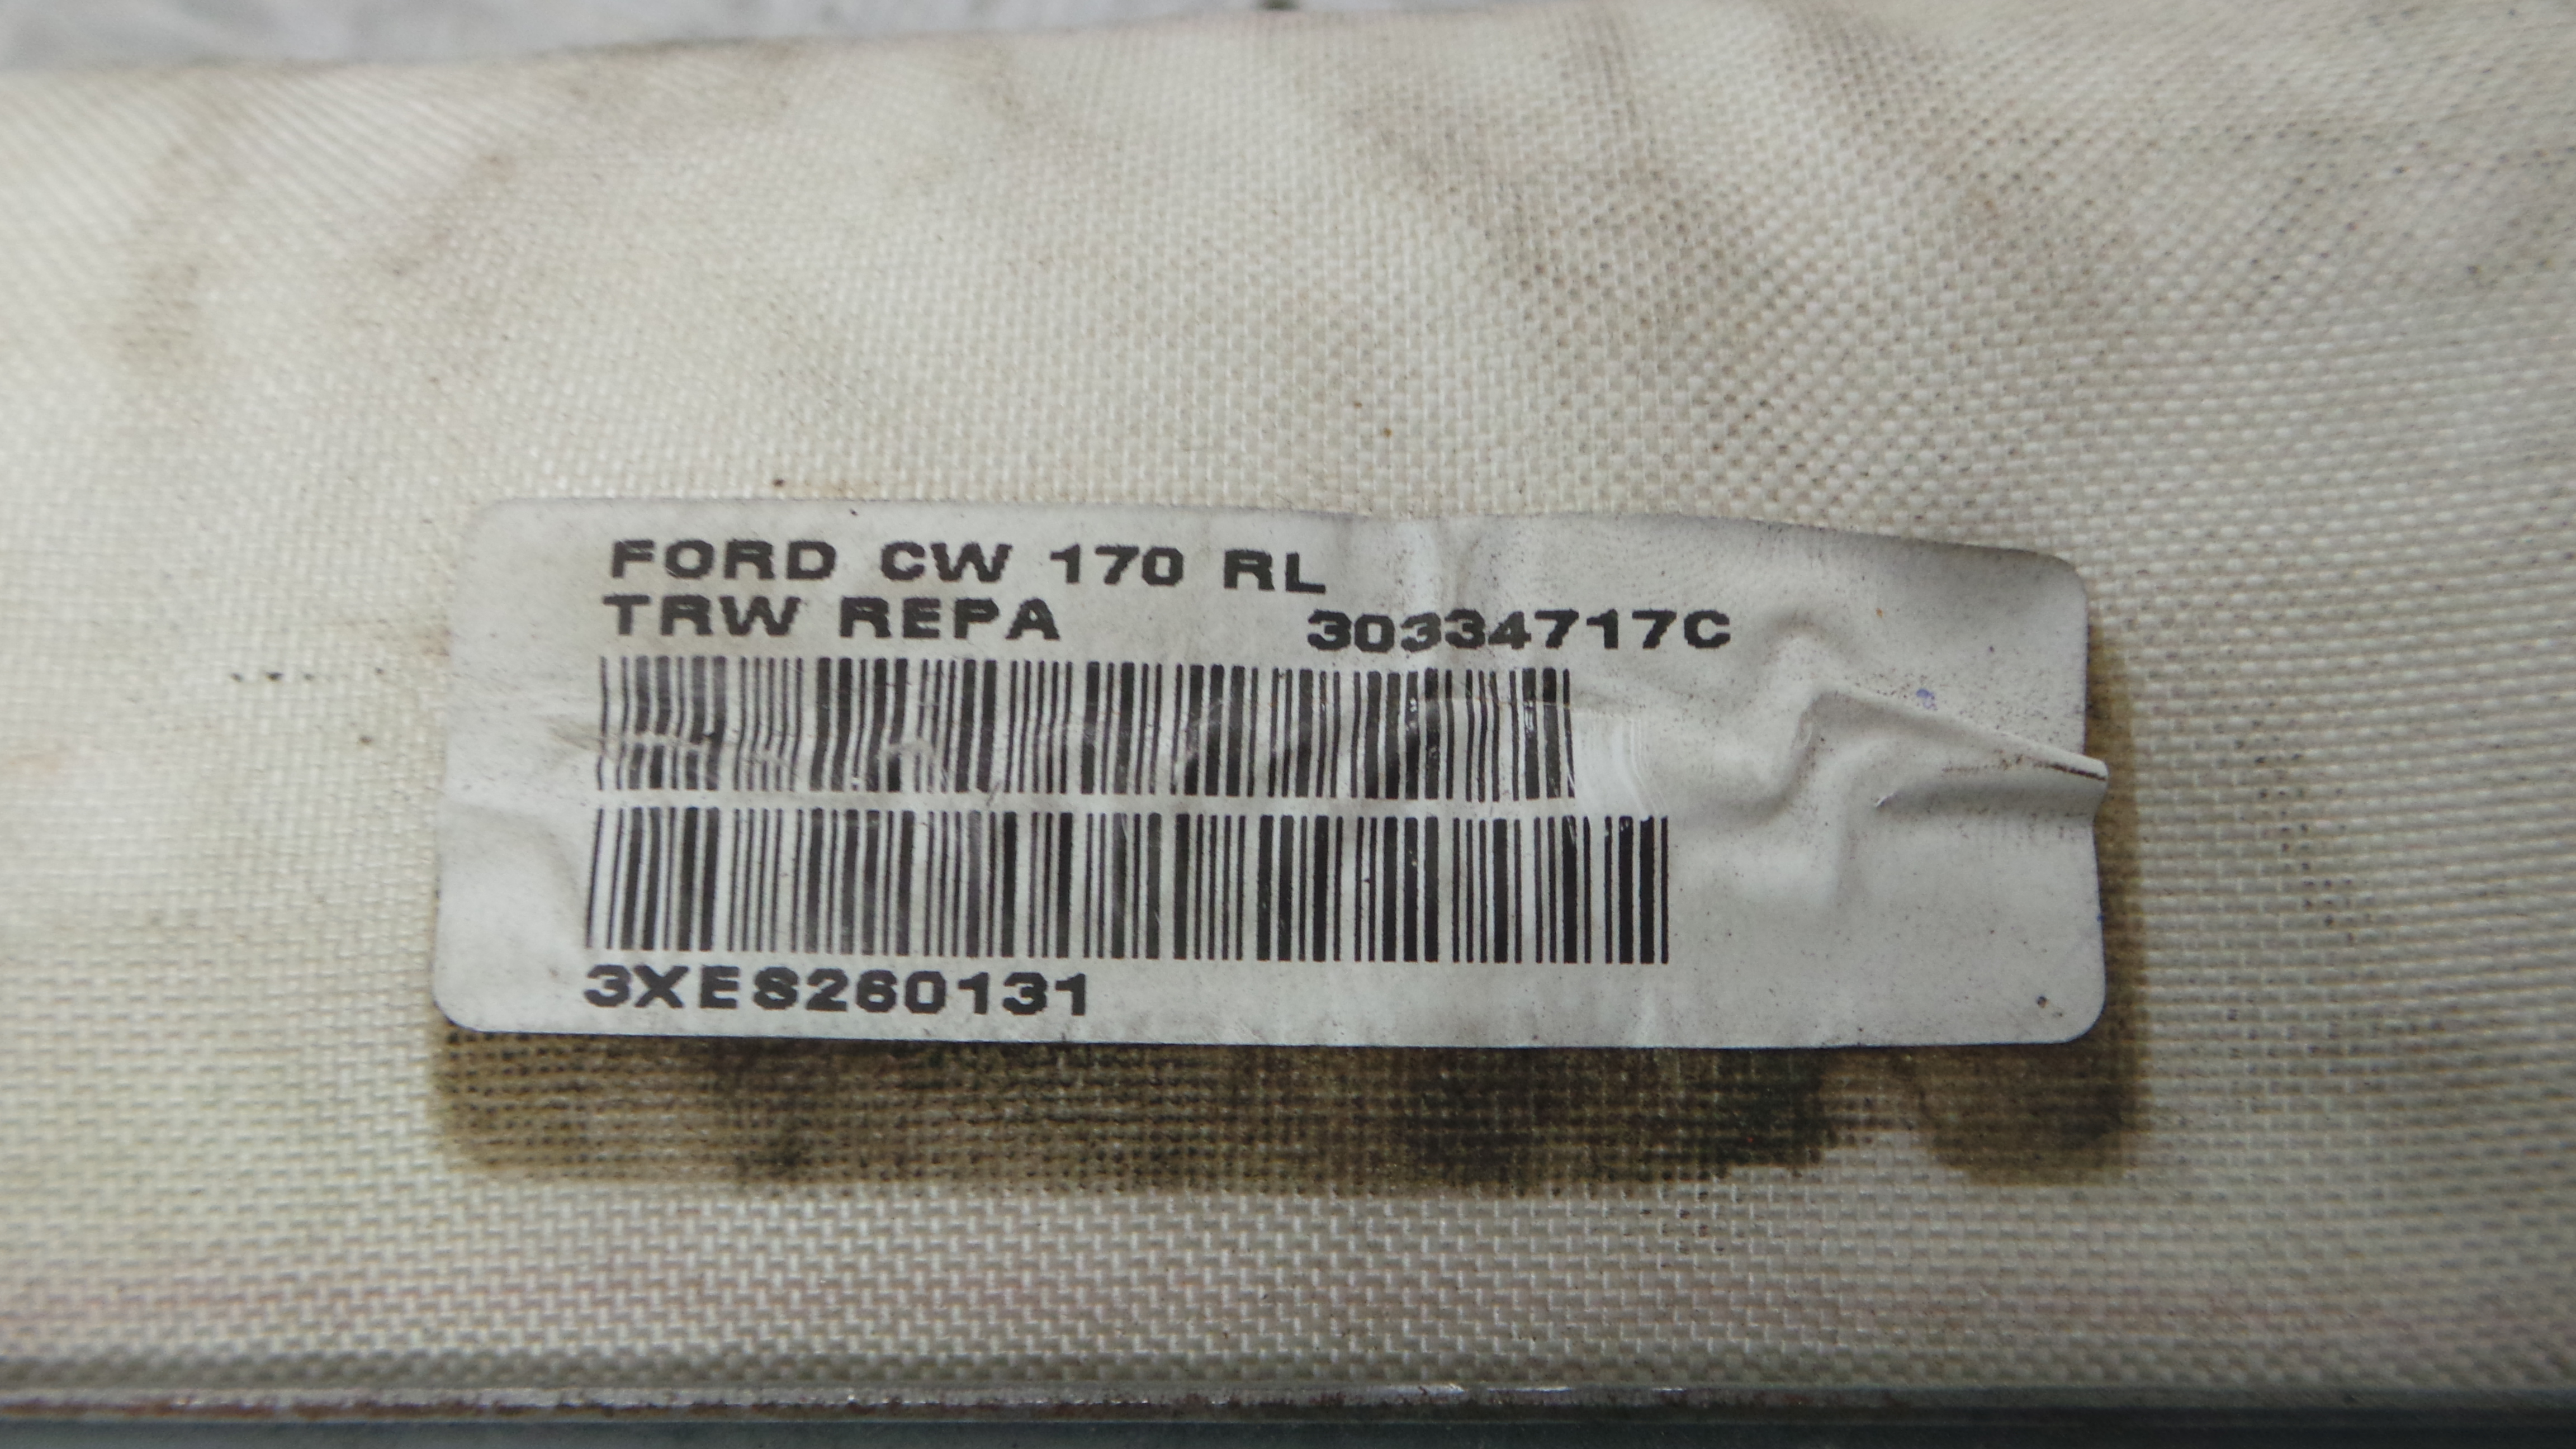 FORD CW 170 RL
TRW REPA 30334717C
3XE8260131